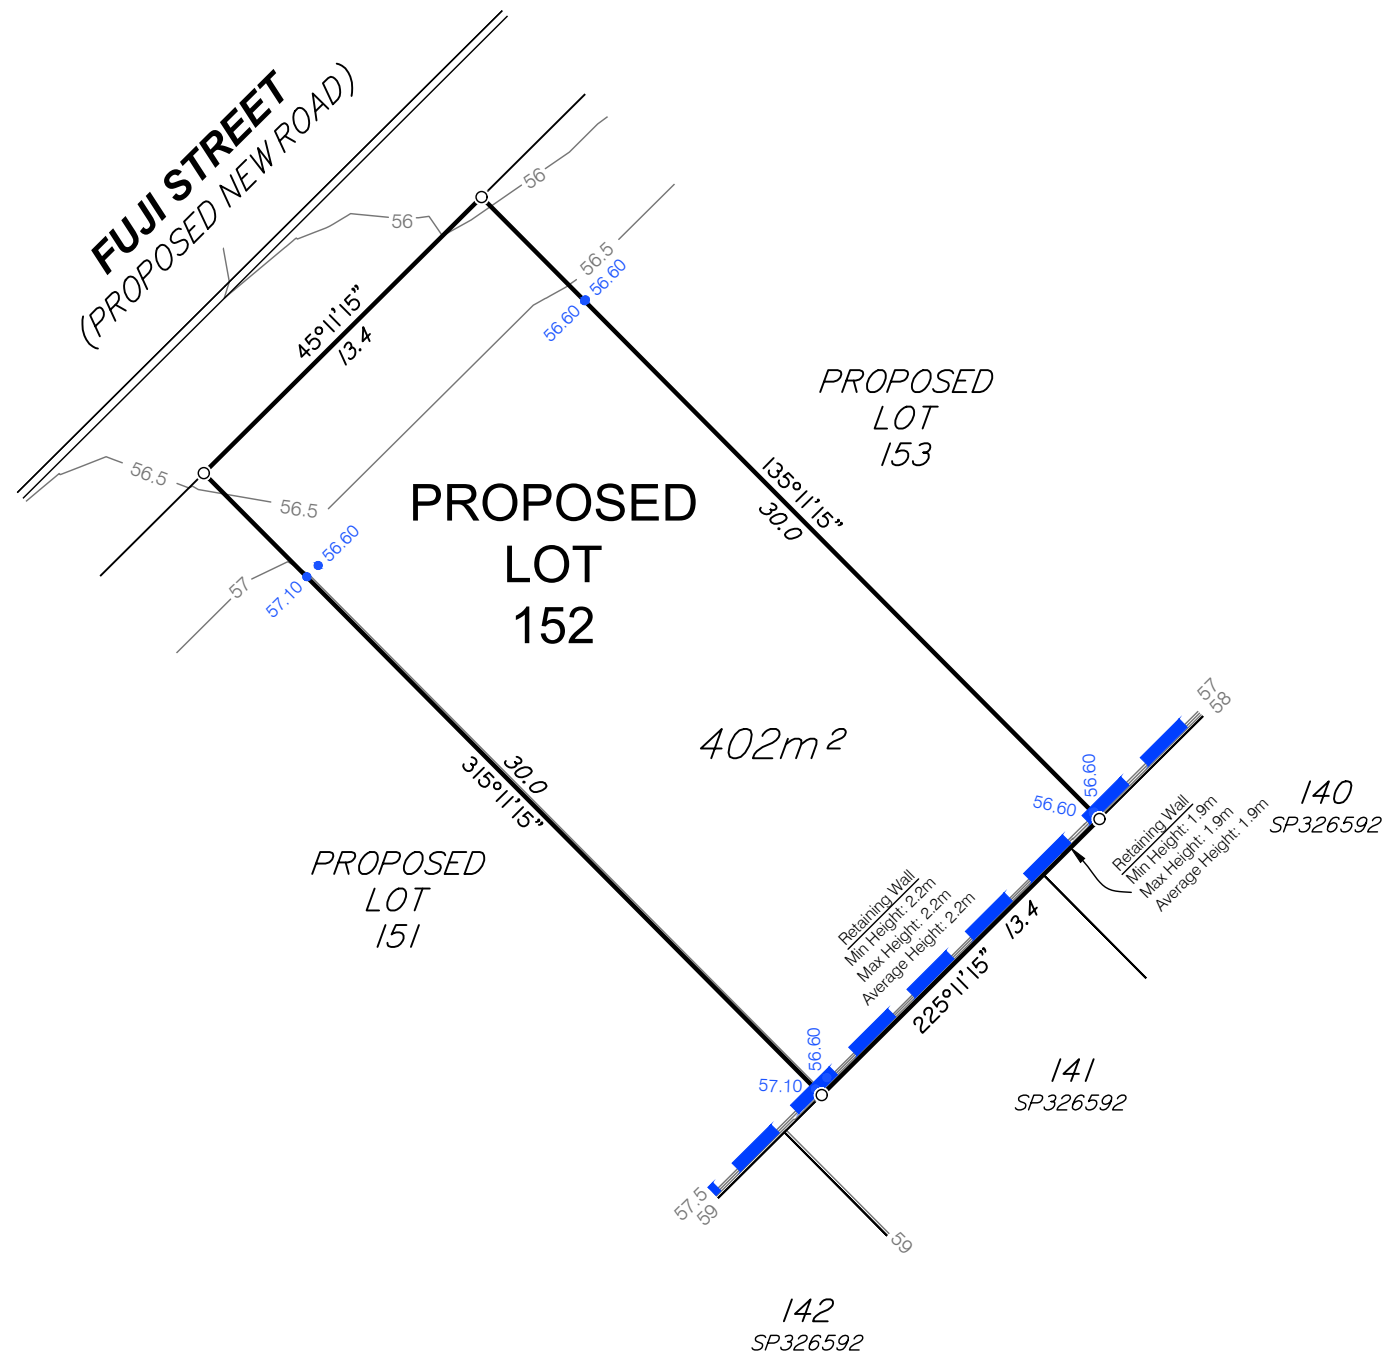 FUJI STREET
(PROPOSED NEW ROAD)
56
56
56.5
56.60
56.60
45°11'15"
13.4
PROPOSED
LOT
153
135°11'15"
30.0
56.5
56.5
PROPOSED
LOT
152
56.60
57
57.10
402m²
57
58
30.0
315°11'15"
56.60
56.60
140
SP326592
Retaining Wall
Min Height: 1.9m
Max Height: 1.9m
Average Height: 1.9m
PROPOSED
LOT
151
Retaining Wall
Min Height: 2.2m
Max Height: 2.2m
Average Height: 2.2m
13.4
225°11'15"
56.60
57.10
141
SP326592
57.5
59
59
142
SP326592